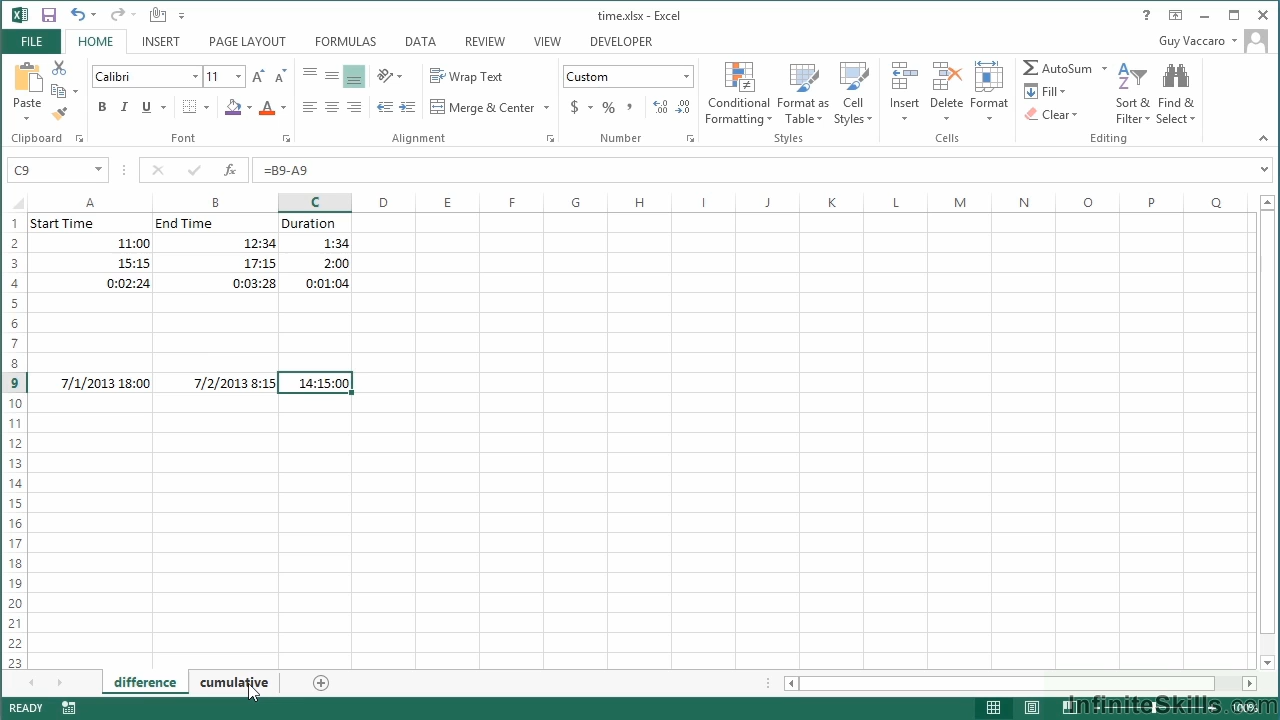 time.xlsx - Excel
?
FILE HOME INSERT PAGE LAYOUT FORMULAS DATA REVIEW VIEW DEVELOPER Guy Vaccaro
Paste
Calibri 11
B I U A
Wrap Text
Merge & Center
Custom
$ % ,
Conditional Formatting
Format as Table
Cell Styles
Insert Delete Format
AutoSum
Fill
Clear
Sort & Filter
Find & Select
Clipboard Font Alignment Number Styles Cells Editing
C9 fx =B9-A9
A B C D E F G H I J K L M N O P Q
1 Start Time End Time Duration
2 11:00 12:34 1:34
3 15:15 17:15 2:00
4 0:02:24 0:03:28 0:01:04
5
6
7
8
9 7/1/2013 18:00 7/2/2013 8:15 14:15:00
10
11
12
13
14
15
16
17
18
19
20
21
22
23
difference cumulative
READY 100%
InfiniteSkills.com